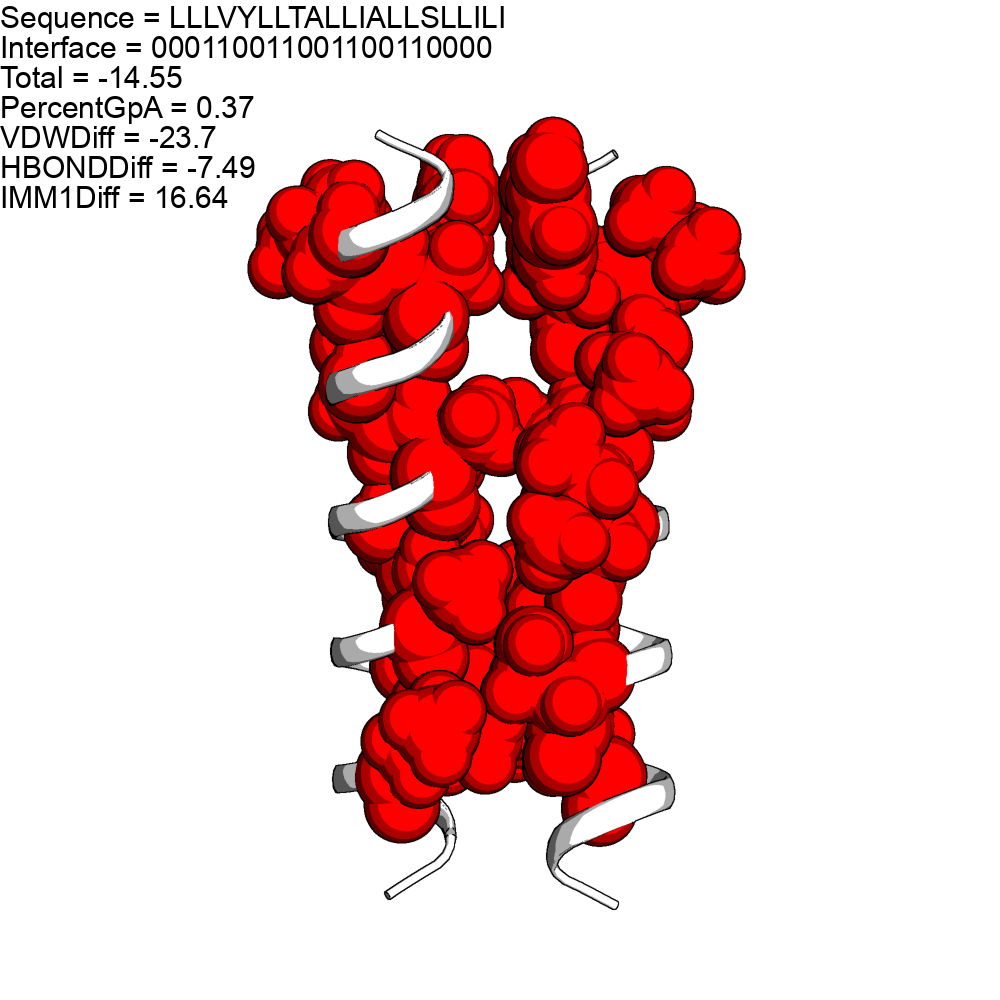 Sequence = LLLVYLLTALLIALLSLLILI
Interface = 000110011001100110000
Total = -14.55
PercentGpA = 0.37
VDWDiff = -23.7
HBONDDiff = -7.49
IMM1Diff = 16.64